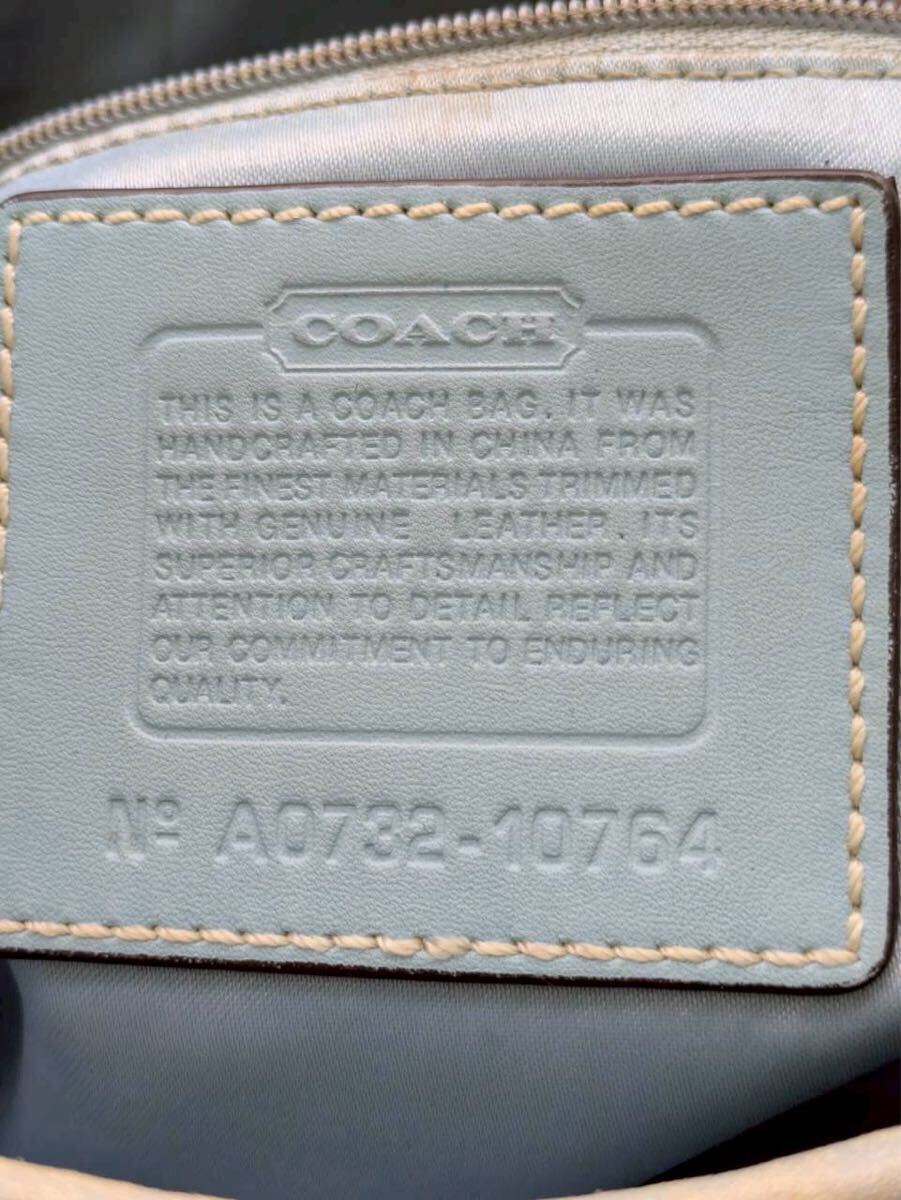 COACH
THIS IS A COACH BAG. IT WAS
HANDCRAFTED IN CHINA FROM
THE FINEST MATERIALS TRIMMED
WITH GENUINE LEATHER. ITS
SUPERIOR CRAFTSMANSHIP AND
ATTENTION TO DETAIL REFLECT
OUR COMMITMENT TO ENDURING
QUALITY.
Nº A0732-10764